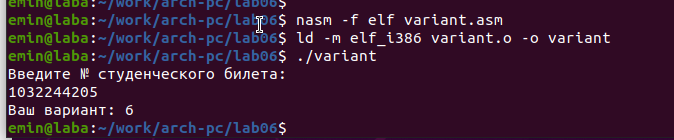 emin@laba:~/work/arch-pc/lab06$
emin@laba:~/work/arch-pc/lab06$ nasm -f elf variant.asm
emin@laba:~/work/arch-pc/lab06$ ld -m elf_i386 variant.o -o variant
emin@laba:~/work/arch-pc/lab06$ ./variant
Введите № студенческого билета:
1032244205
Ваш вариант: 6
emin@laba:~/work/arch-pc/lab06$